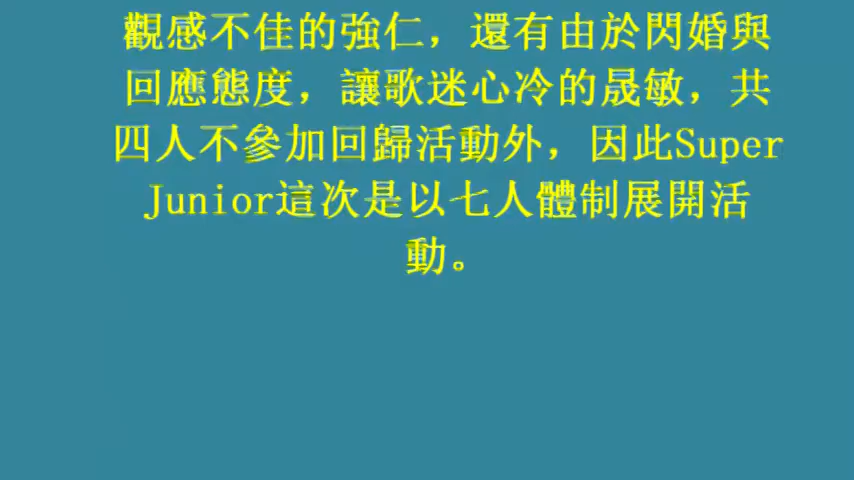 觀感不佳的強仁，還有由於閃婚與
回應態度，讓歌迷心冷的晟敏，共
四人不參加回歸活動外，因此Super
Junior這次是以七人體制展開活
動。